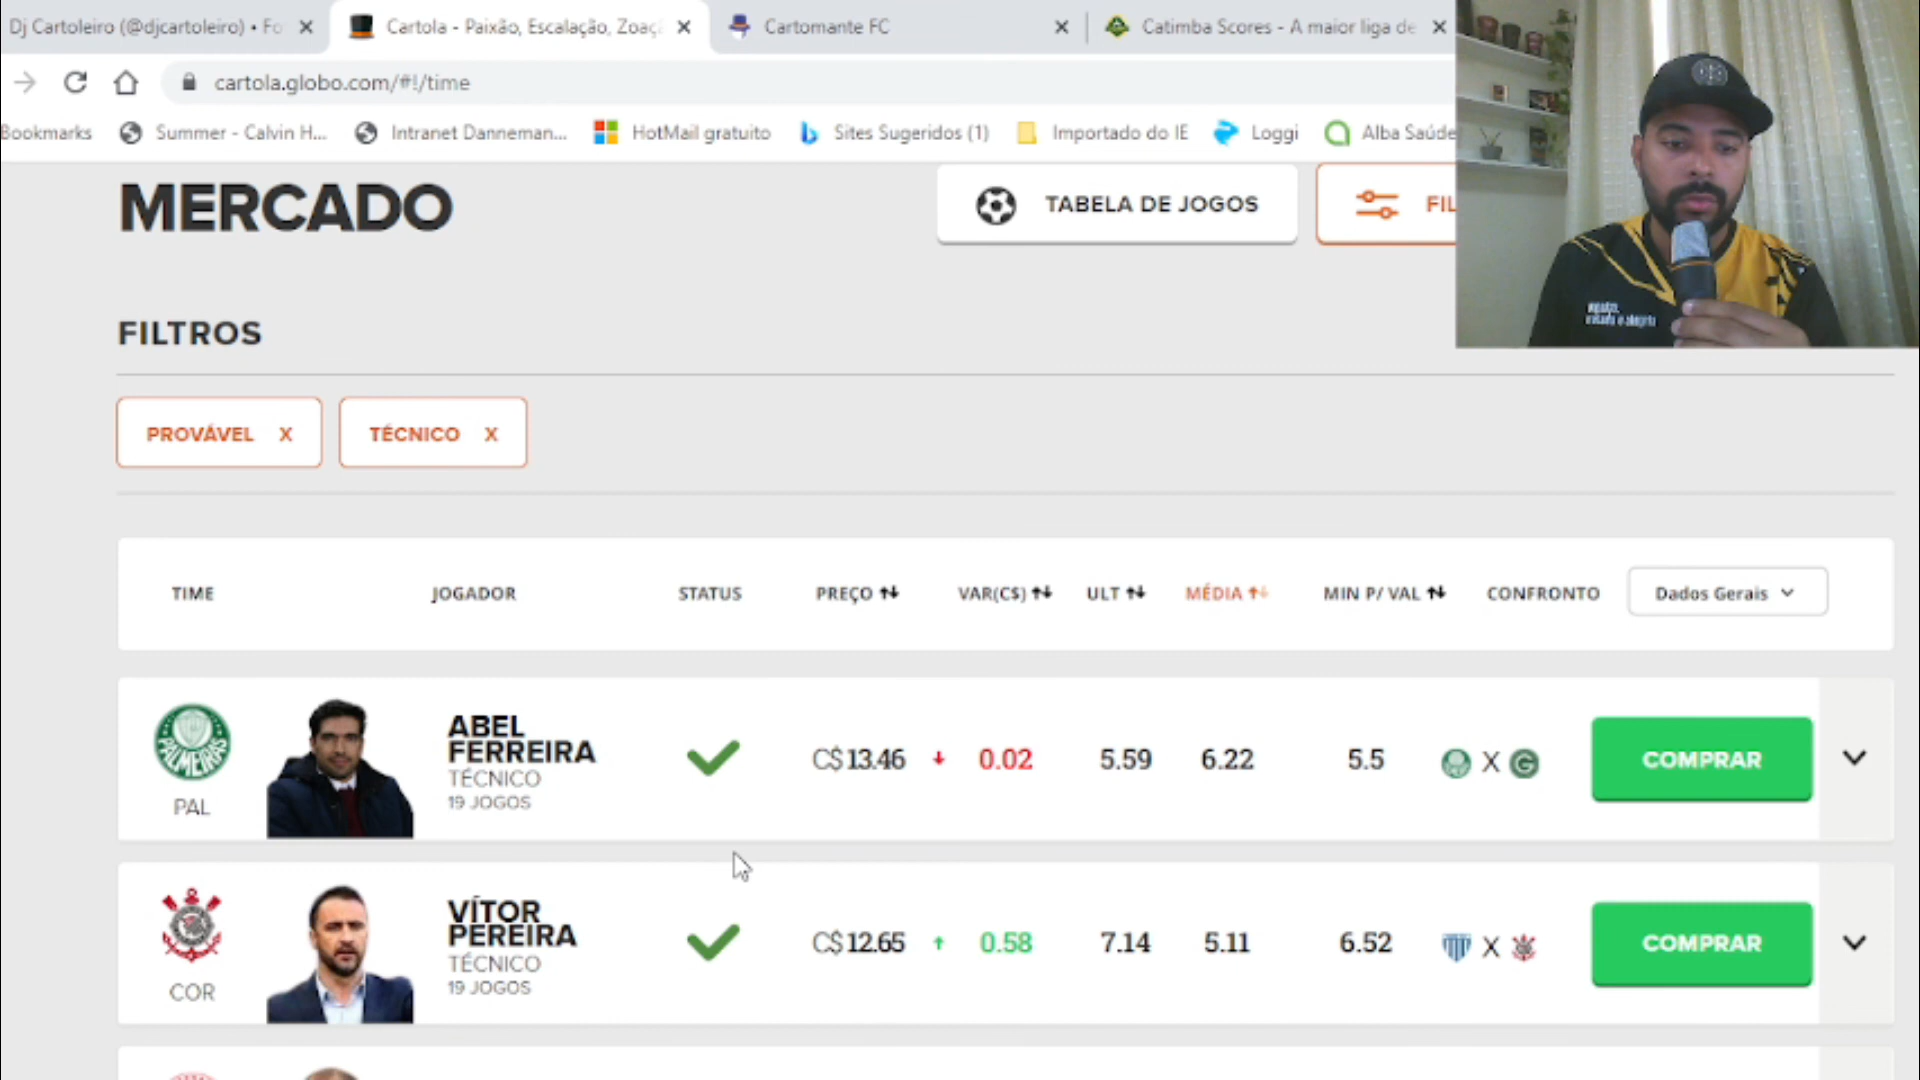 Dj Cartoleiro (@djcartoleiro) • Fo
Cartola - Paixão, Escalação, Zoaç
Cartomante FC
Catimba Scores - A maior liga de
cartola.globo.com/#!/time
Bookmarks
Summer - Calvin H...
Intranet Danneman...
HotMail gratuito
Sites Sugeridos (1)
Importado do IE
Loggi
Alba Saúde
MERCADO
TABELA DE JOGOS
FIL
FILTROS
PROVÁVEL X
TÉCNICO X
TIME JOGADOR STATUS PREÇO VAR(C$) ULT MÉDIA MIN P/ VAL CONFRONTO Dados Gerais
PALMEIRAS
PAL
ABEL
FERREIRA
TÉCNICO
19 JOGOS
C$ 13.46 0.02 5.59 6.22 5.5 X COMPRAR
COR
VÍTOR
PEREIRA
TÉCNICO
19 JOGOS
C$ 12.65 0.58 7.14 5.11 6.52 X COMPRAR